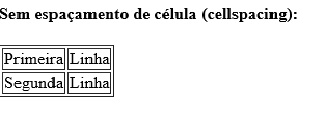 Sem espaçamento de célula (cellspacing):
Primeira Linha
Segunda Linha